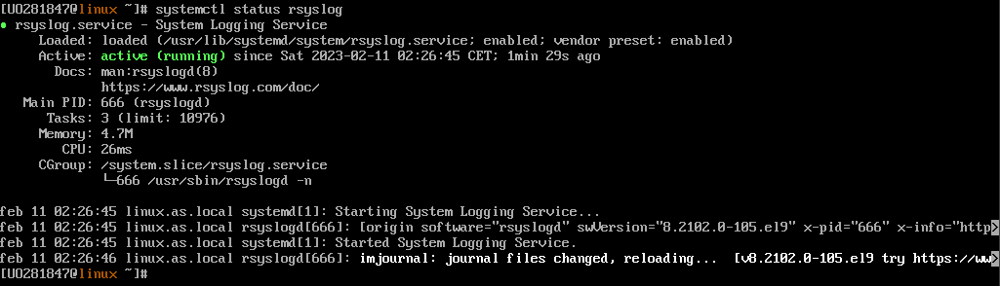 [UO281847@linux ~]# systemctl status rsyslog
● rsyslog.service - System Logging Service
     Loaded: loaded (/usr/lib/systemd/system/rsyslog.service; enabled; vendor preset: enabled)
     Active: active (running) since Sat 2023-02-11 02:26:45 CET; 1min 29s ago
       Docs: man:rsyslogd(8)
             https://www.rsyslog.com/doc/
   Main PID: 666 (rsyslogd)
      Tasks: 3 (limit: 10976)
     Memory: 4.7M
        CPU: 26ms
     CGroup: /system.slice/rsyslog.service
             └─666 /usr/sbin/rsyslogd -n
feb 11 02:26:45 linux.as.local systemd[1]: Starting System Logging Service...
feb 11 02:26:45 linux.as.local rsyslogd[666]: [origin software="rsyslogd" swVersion="8.2102.0-105.el9" x-pid="666" x-info="http>
feb 11 02:26:45 linux.as.local systemd[1]: Started System Logging Service.
feb 11 02:26:46 linux.as.local rsyslogd[666]: imjournal: journal files changed, reloading...  [v8.2102.0-105.el9 try https://ww>
[UO281847@linux ~]#